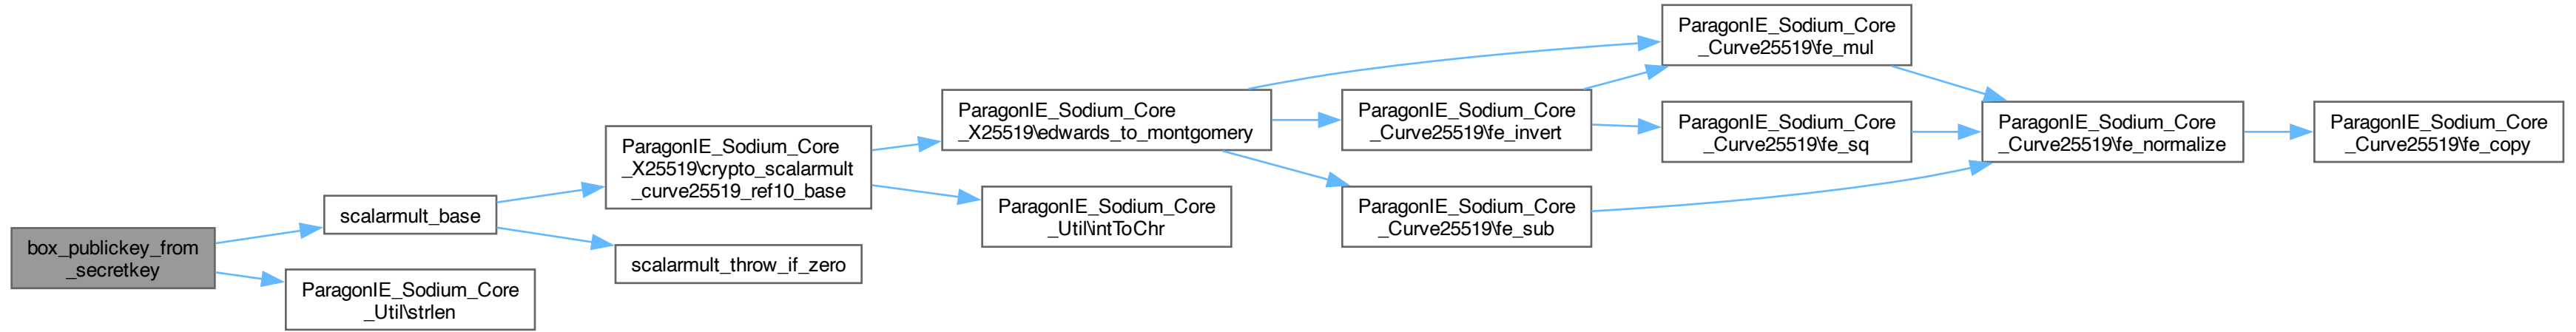 box_publickey_from
_secretkey
scalarmult_base
ParagonIE_Sodium_Core
_Util\strlen
ParagonIE_Sodium_Core
_X25519\crypto_scalarmult
_curve25519_ref10_base
scalarmult_throw_if_zero
ParagonIE_Sodium_Core
_X25519\edwards_to_montgomery
ParagonIE_Sodium_Core
_Util\intToChr
ParagonIE_Sodium_Core
_Curve25519\fe_invert
ParagonIE_Sodium_Core
_Curve25519\fe_sub
ParagonIE_Sodium_Core
_Curve25519\fe_mul
ParagonIE_Sodium_Core
_Curve25519\fe_sq
ParagonIE_Sodium_Core
_Curve25519\fe_normalize
ParagonIE_Sodium_Core
_Curve25519\fe_copy